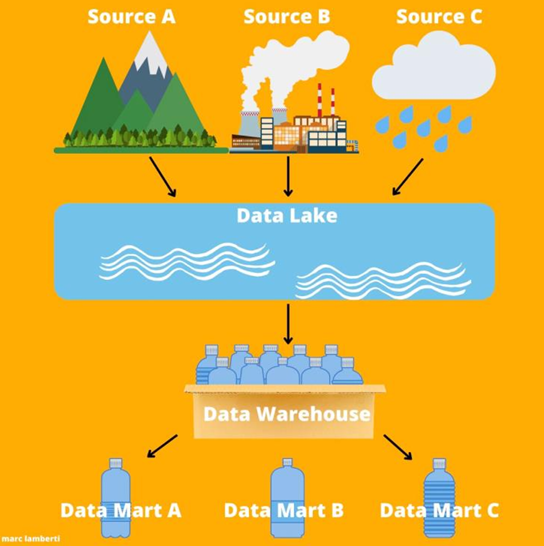 Source A
Source B
Source C
Data Lake
Data Warehouse
Data Mart A
Data Mart B
Data Mart C
marc lamberti